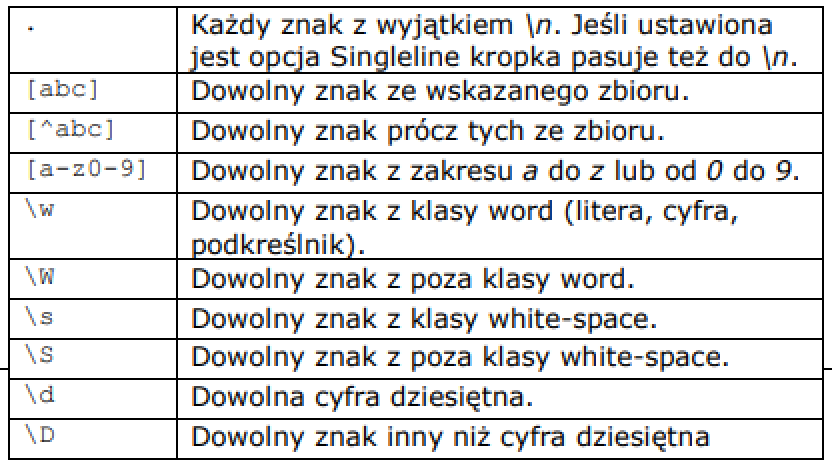 . Każdy znak z wyjątkiem \n. Jeśli ustawiona
jest opcja Singleline kropka pasuje też do \n.
[abc] Dowolny znak ze wskazanego zbioru.
[^abc] Dowolny znak prócz tych ze zbioru.
[a-z0-9] Dowolny znak z zakresu a do z lub od 0 do 9.
\w Dowolny znak z klasy word (litera, cyfra,
podkreślnik).
\W Dowolny znak z poza klasy word.
\s Dowolny znak z klasy white-space.
\S Dowolny znak z poza klasy white-space.
\d Dowolna cyfra dziesiętna.
\D Dowolny znak inny niż cyfra dziesiętna